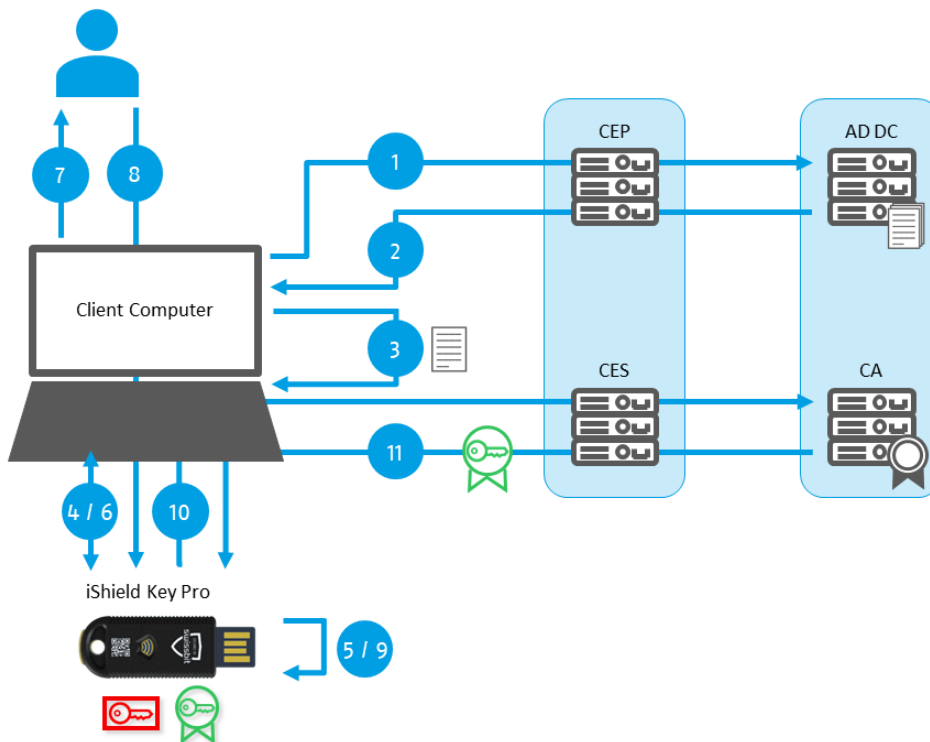 CEP
AD DC
1
7
8
2
Client Computer
3
CES
CA
11
4 / 6
10
iShield Key Pro
swissbit
5 / 9